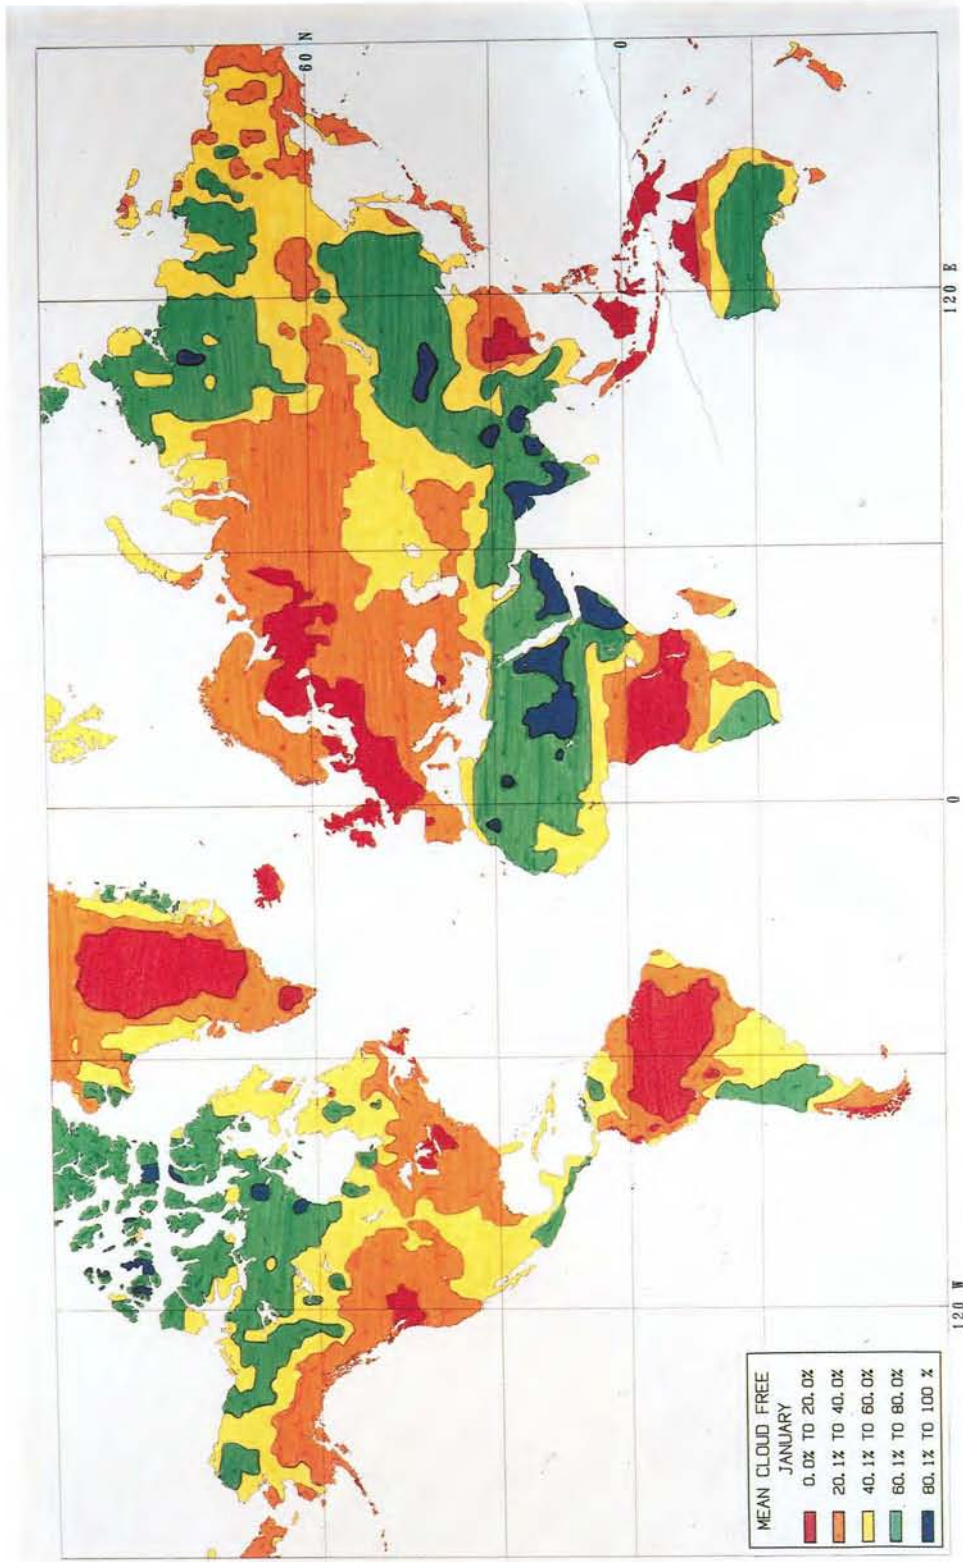 60 N
0
120 E
0
120 W
MEAN CLOUD FREE
JANUARY
0.0% TO 20.0%
20.1% TO 40.0%
40.1% TO 60.0%
60.1% TO 80.0%
80.1% TO 100 %